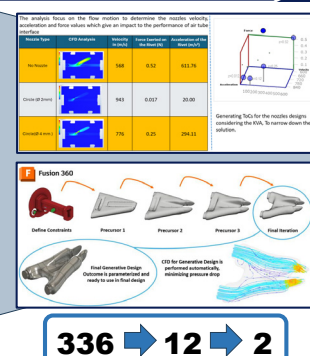 The analysis focus on the flow motion to determine the nozzles velocity,
acceleration and force values which give an impact to the performance of air tube
interface
Nozzle Type CFD Analysis Velocity in (m/s) Force Exerted on the Rivet (N) Acceleration of the Rivet (m/s²)
No Nozzle 568 0.52 611.76
Circle (Ø 2mm) 943 0.017 20.00
Circle(Ø 4 mm ) 776 0.25 294.11
Force
Acceleration
Generating ToCs for the nozzles designs
considering the KVA, To narrow down the
solution.
F Fusion 360
Define Constraints Precursor 1 Precursor 2 Precursor 3 Final Iteration
Final Generative Design
Outcome is parameterized and
ready to use in final design
CFD for Generative Design is
performed automatically,
minimizing pressure drop
336 12 2